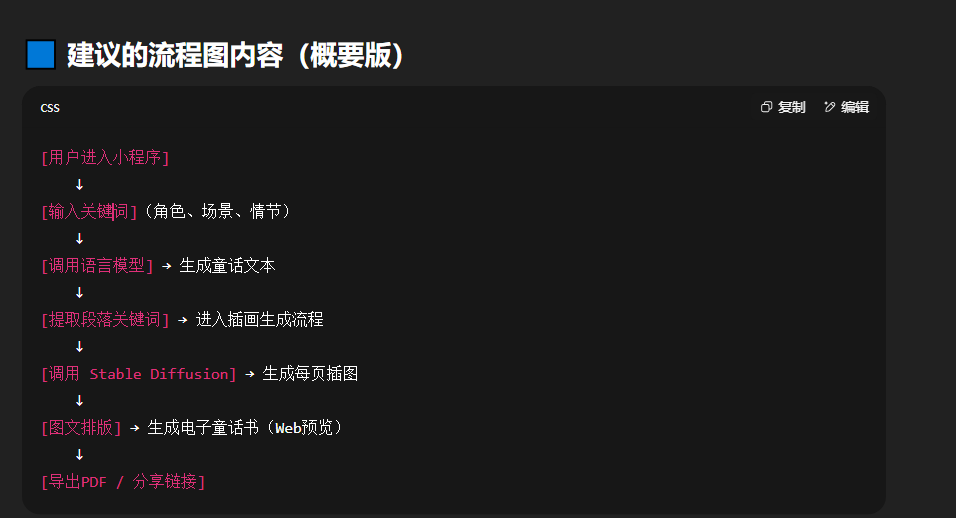 建议的流程图内容（概要版）
css
复制
编辑
[用户进入小程序]
↓
[输入关键词]（角色、场景、情节）
↓
[调用语言模型] → 生成童话文本
↓
[提取段落关键词] → 进入插画生成流程
↓
[调用 Stable Diffusion] → 生成每页插图
↓
[图文排版] → 生成电子童话书（Web预览）
↓
[导出PDF / 分享链接]